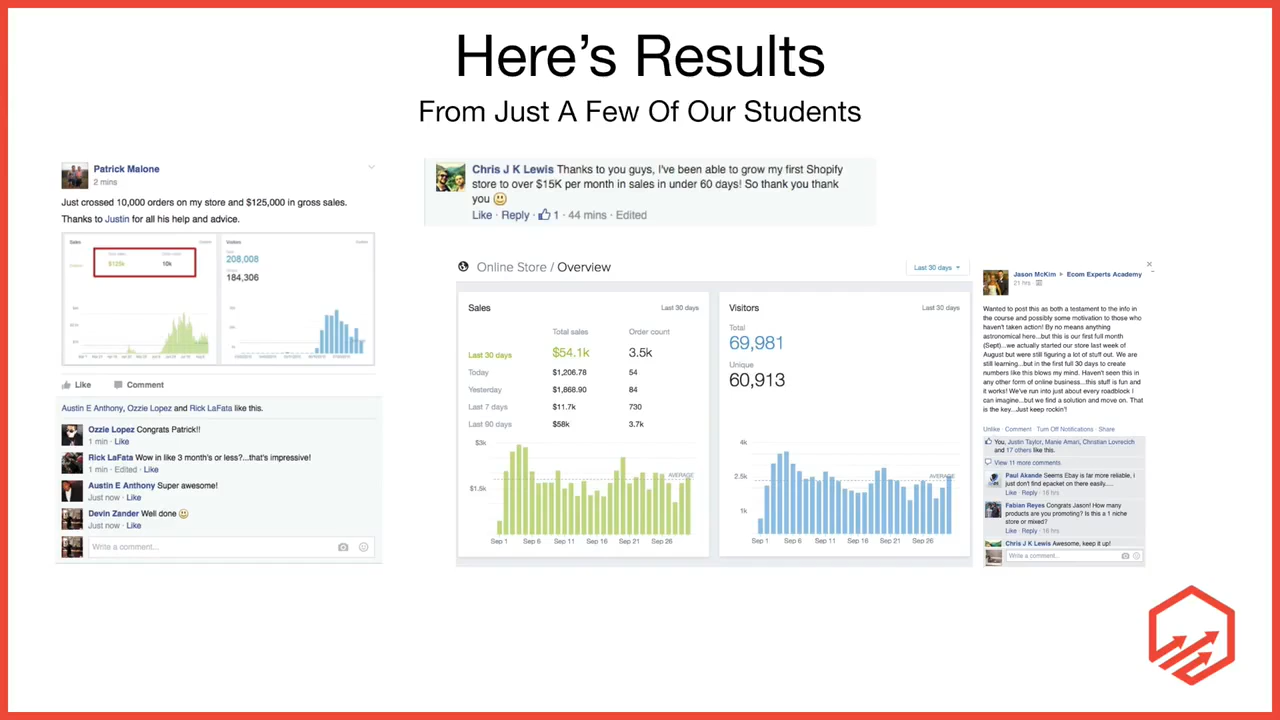 Here's Results
From Just A Few Of Our Students
Patrick Malone
2 mins
Just crossed 10,000 orders on my store and $125,000 in gross sales.
Thanks to Justin for all his help and advice.
Sales
$125k
10k
Visitors
208,008
184,306
Like Comment
Austin E Anthony, Ozzie Lopez and Rick LaFata like this.
Ozzie Lopez Congrats Patrick!!
1 min · Like
Rick LaFata Wow in like 3 month's or less?...that's impressive!
1 min · Edited · Like
Austin E Anthony Super awesome!
Just now · Like
Devin Zander Well done 😃
Just now · Like
Write a comment...
Chris J K Lewis Thanks to you guys, I've been able to grow my first Shopify
store to over $15K per month in sales in under 60 days! So thank you thank
you 😃
Like · Reply · 1 · 44 mins · Edited
Online Store / Overview
Last 30 days
Sales
Last 30 days
Total sales Order count
Last 30 days $54.1k 3.5k
Today $1,206.78 54
Yesterday $1,868.90 84
Last 7 days $11.7k 730
Last 90 days $58k 3.7k
$3k
$1.5k
AVERAGE
Sep 1 Sep 6 Sep 11 Sep 16 Sep 21 Sep 26
Visitors
Last 30 days
Total
69,981
Unique
60,913
4k
2.5k
1k
AVERAGE
Sep 1 Sep 6 Sep 11 Sep 16 Sep 21 Sep 26
Jason McKim ▸ Ecom Experts Academy
21 hrs ·
Wanted to post this as both a testament to the info in
the course and possibly some motivation to those who
haven't taken action! By no means anything
astronomical here...but this is our first full month
(Sept)...we actually started our store last week of
August but were still figuring a lot of stuff out. We are
still learning...but in the first full 30 days to create
numbers like this blows my mind. Haven't seen this in
any other form of online business...this stuff is fun and
it works! We've run into just about every roadblock I
can imagine...but we find a solution and move on. That
is the key...Just keep rockin'!
Unlike · Comment · Turn Off Notifications · Share
You, Justin Taylor, Manie Amari, Christian Lovrecich
and 17 others like this.
View 11 more comments
Paul Akande Seems Ebay is far more reliable, i
just don't find epacket on there easily.....
Like · Reply · 16 hrs
Fabian Reyes Congrats Jason! How many
products are you promoting? Is this a 1 niche
store or mixed?
Like · Reply · 16 hrs
Chris J K Lewis Awesome, keep it up!
Write a comment...